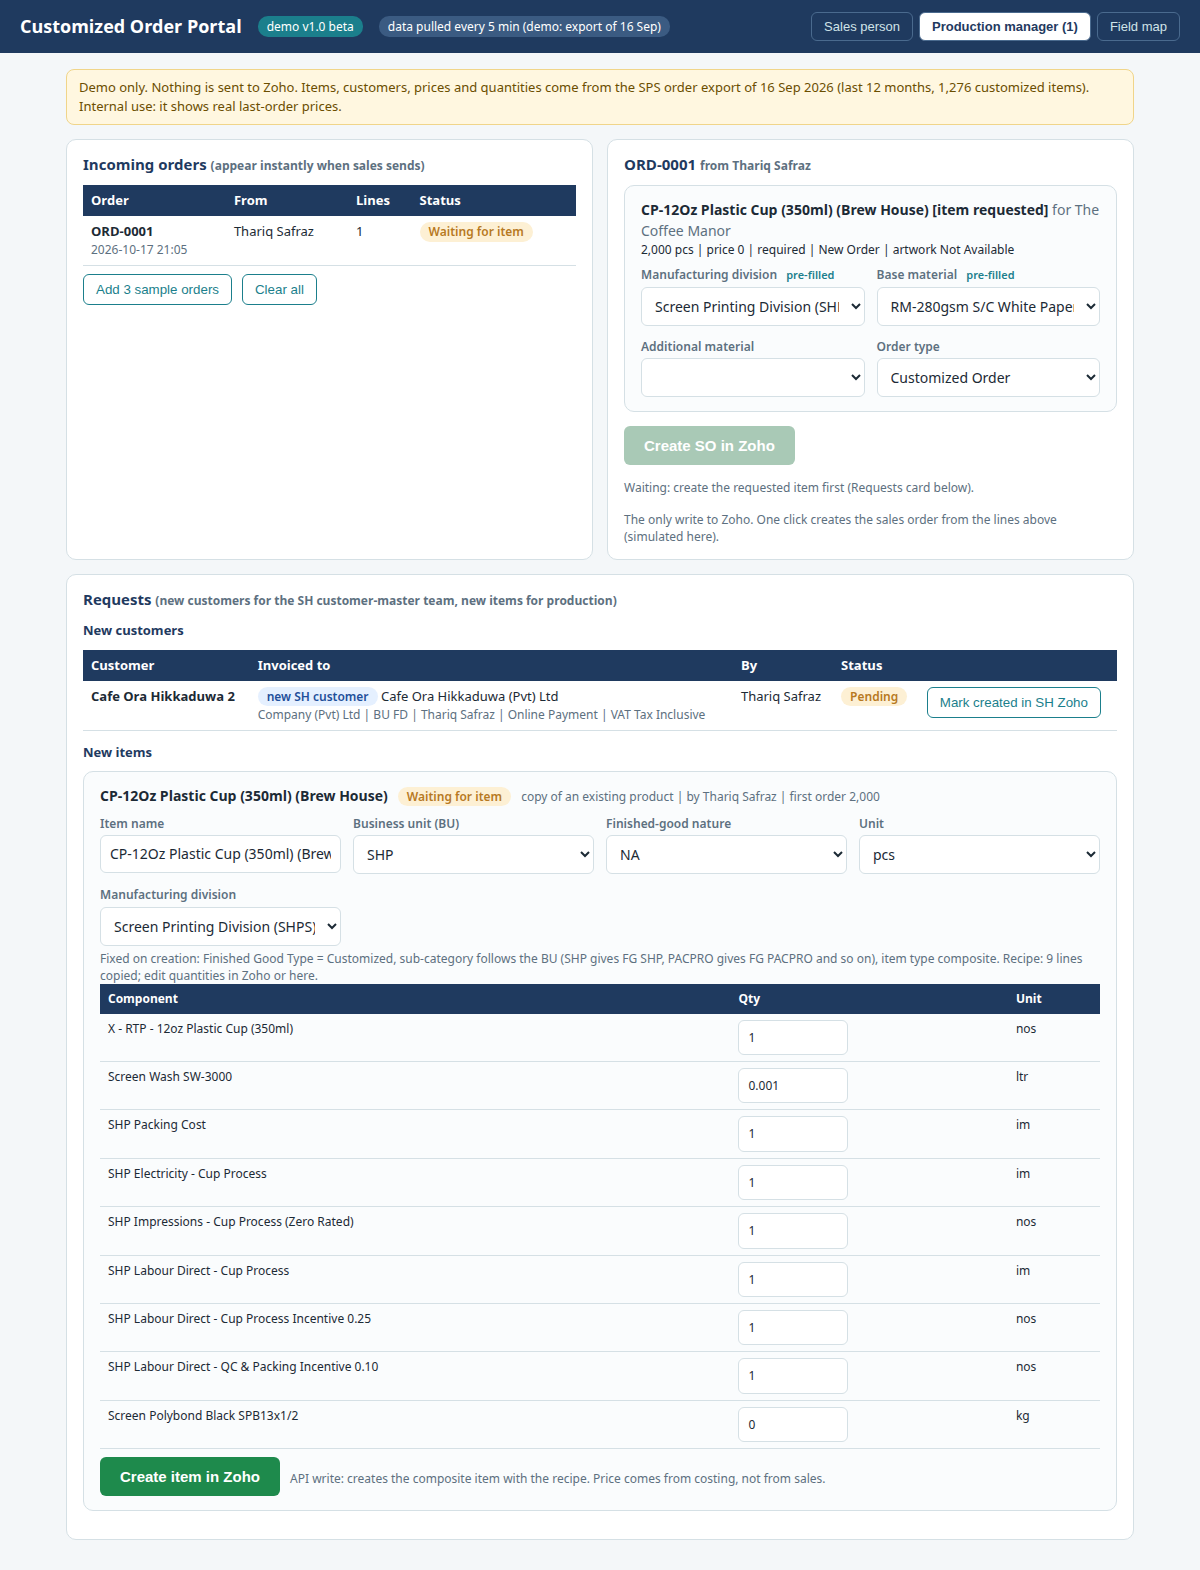 Customized Order Portal
demo v1.0 beta
data pulled every 5 min (demo: export of 16 Sep)
Sales person
Production manager (1)
Field map
Demo only. Nothing is sent to Zoho. Items, customers, prices and quantities come from the SPS order export of 16 Sep 2026 (last 12 months, 1,276 customized items).
Internal use: it shows real last-order prices.
Incoming orders (appear instantly when sales sends)
Order From Lines Status
ORD-0001 Thariq Safraz 1 Waiting for item
2026-10-17 21:05
Add 3 sample orders
Clear all
ORD-0001 from Thariq Safraz
CP-12Oz Plastic Cup (350ml) (Brew House) [item requested] for The
Coffee Manor
2,000 pcs | price 0 | required | New Order | artwork Not Available
Manufacturing division pre-filled
Base material pre-filled
Screen Printing Division (SH
RM-280gsm S/C White Pape
Additional material
Order type
Customized Order
Create SO in Zoho
Waiting: create the requested item first (Requests card below).
The only write to Zoho. One click creates the sales order from the lines above
(simulated here).
Requests (new customers for the SH customer-master team, new items for production)
New customers
Customer Invoiced to By Status
Cafe Ora Hikkaduwa 2 new SH customer Cafe Ora Hikkaduwa (Pvt) Ltd Thariq Safraz Pending Mark created in SH Zoho
Company (Pvt) Ltd | BU FD | Thariq Safraz | Online Payment | VAT Tax Inclusive
New items
CP-12Oz Plastic Cup (350ml) (Brew House) Waiting for item copy of an existing product | by Thariq Safraz | first order 2,000
Item name Business unit (BU) Finished-good nature Unit
CP-12Oz Plastic Cup (350ml) (Brew SHP NA pcs
Manufacturing division
Screen Printing Division (SHPS)
Fixed on creation: Finished Good Type = Customized, sub-category follows the BU (SHP gives FG SHP, PACPRO gives FG PACPRO and so on), item type composite. Recipe: 9 lines
copied; edit quantities in Zoho or here.
Component Qty Unit
X - RTP - 12oz Plastic Cup (350ml) 1 nos
Screen Wash SW-3000 0.001 ltr
SHP Packing Cost 1 im
SHP Electricity - Cup Process 1 im
SHP Impressions - Cup Process (Zero Rated) 1 nos
SHP Labour Direct - Cup Process 1 im
SHP Labour Direct - Cup Process Incentive 0.25 1 nos
SHP Labour Direct - QC & Packing Incentive 0.10 1 nos
Screen Polybond Black SPB13x1/2 0 kg
Create item in Zoho
API write: creates the composite item with the recipe. Price comes from costing, not from sales.